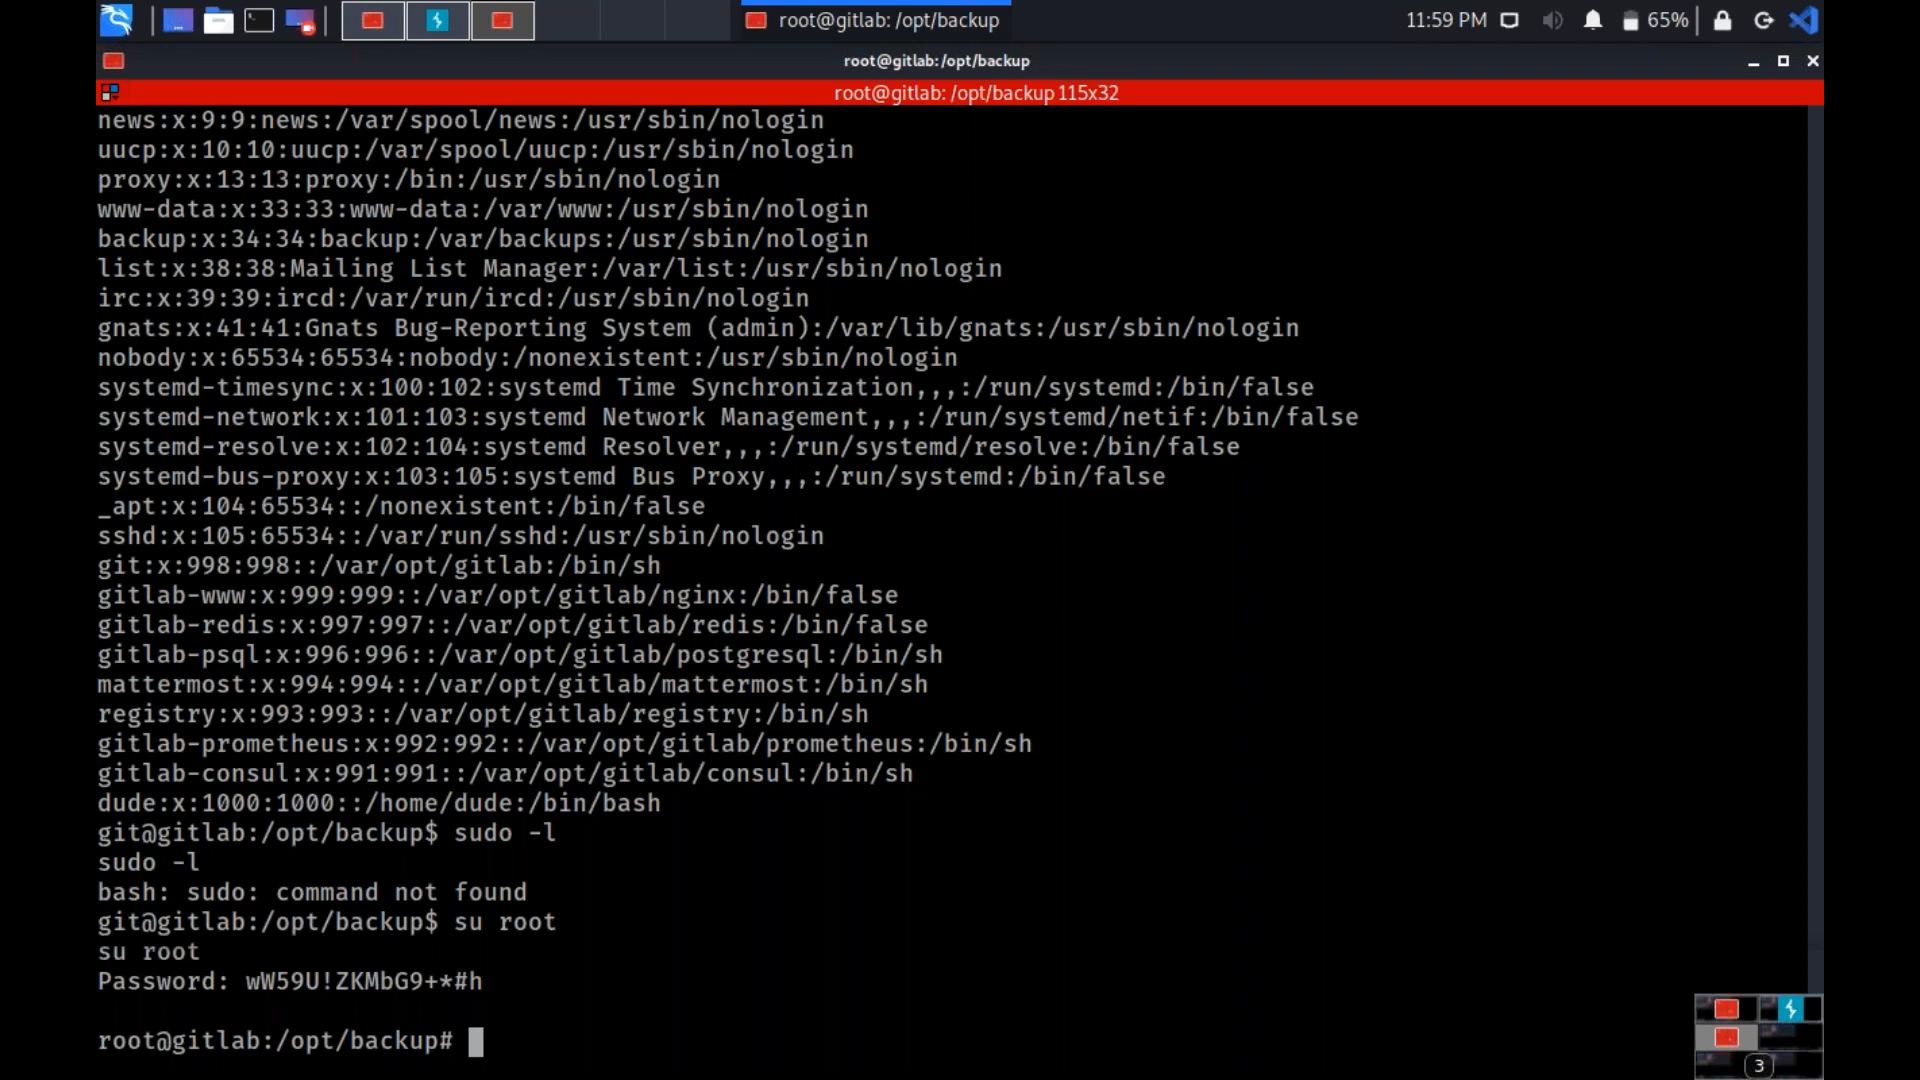 root@gitlab: /opt/backup
11:59 PM
65%
root@gitlab:/opt/backup
root@gitlab: /opt/backup 115x32
news:x:9:9:news:/var/spool/news:/usr/sbin/nologin
uucp:x:10:10:uucp:/var/spool/uucp:/usr/sbin/nologin
proxy:x:13:13:proxy:/bin:/usr/sbin/nologin
www-data:x:33:33:www-data:/var/www:/usr/sbin/nologin
backup:x:34:34:backup:/var/backups:/usr/sbin/nologin
list:x:38:38:Mailing List Manager:/var/list:/usr/sbin/nologin
irc:x:39:39:ircd:/var/run/ircd:/usr/sbin/nologin
gnats:x:41:41:Gnats Bug-Reporting System (admin):/var/lib/gnats:/usr/sbin/nologin
nobody:x:65534:65534:nobody:/nonexistent:/usr/sbin/nologin
systemd-timesync:x:100:102:systemd Time Synchronization,,,:/run/systemd:/bin/false
systemd-network:x:101:103:systemd Network Management,,,:/run/systemd/netif:/bin/false
systemd-resolve:x:102:104:systemd Resolver,,,:/run/systemd/resolve:/bin/false
systemd-bus-proxy:x:103:105:systemd Bus Proxy,,,:/run/systemd:/bin/false
_apt:x:104:65534::/nonexistent:/bin/false
sshd:x:105:65534::/var/run/sshd:/usr/sbin/nologin
git:x:998:998::/var/opt/gitlab:/bin/sh
gitlab-www:x:999:999::/var/opt/gitlab/nginx:/bin/false
gitlab-redis:x:997:997::/var/opt/gitlab/redis:/bin/false
gitlab-psql:x:996:996::/var/opt/gitlab/postgresql:/bin/sh
mattermost:x:994:994::/var/opt/gitlab/mattermost:/bin/sh
registry:x:993:993::/var/opt/gitlab/registry:/bin/sh
gitlab-prometheus:x:992:992::/var/opt/gitlab/prometheus:/bin/sh
gitlab-consul:x:991:991::/var/opt/gitlab/consul:/bin/sh
dude:x:1000:1000::/home/dude:/bin/bash
git@gitlab:/opt/backup$ sudo -l
sudo -l
bash: sudo: command not found
git@gitlab:/opt/backup$ su root
su root
Password: wW59U!ZKMbG9+*#h
root@gitlab:/opt/backup#
3